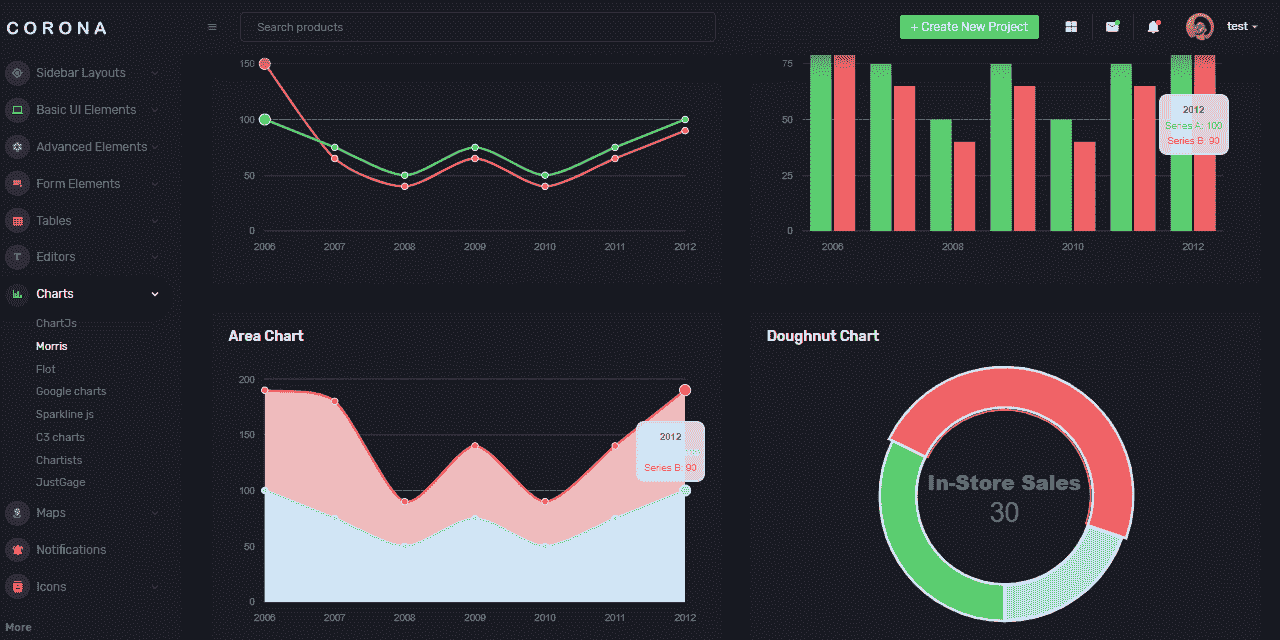 CORONA
Search products
+ Create New Project
test
Sidebar Layouts
Basic UI Elements
Advanced Elements
Form Elements
Tables
Editors
Charts
ChartJs
Morris
Flot
Google charts
Sparkline js
C3 charts
Chartists
JustGage
Maps
Notifications
Icons
More
150
100
50
0
2006 2007 2008 2009 2010 2011 2012
75
50
25
0
2006 2008 2010 2012
2012
Series A: 100
Series B: 90
Area Chart
200
150
100
50
0
2006 2007 2008 2009 2010 2011 2012
2012
Series B: 90
Doughnut Chart
In-Store Sales
30